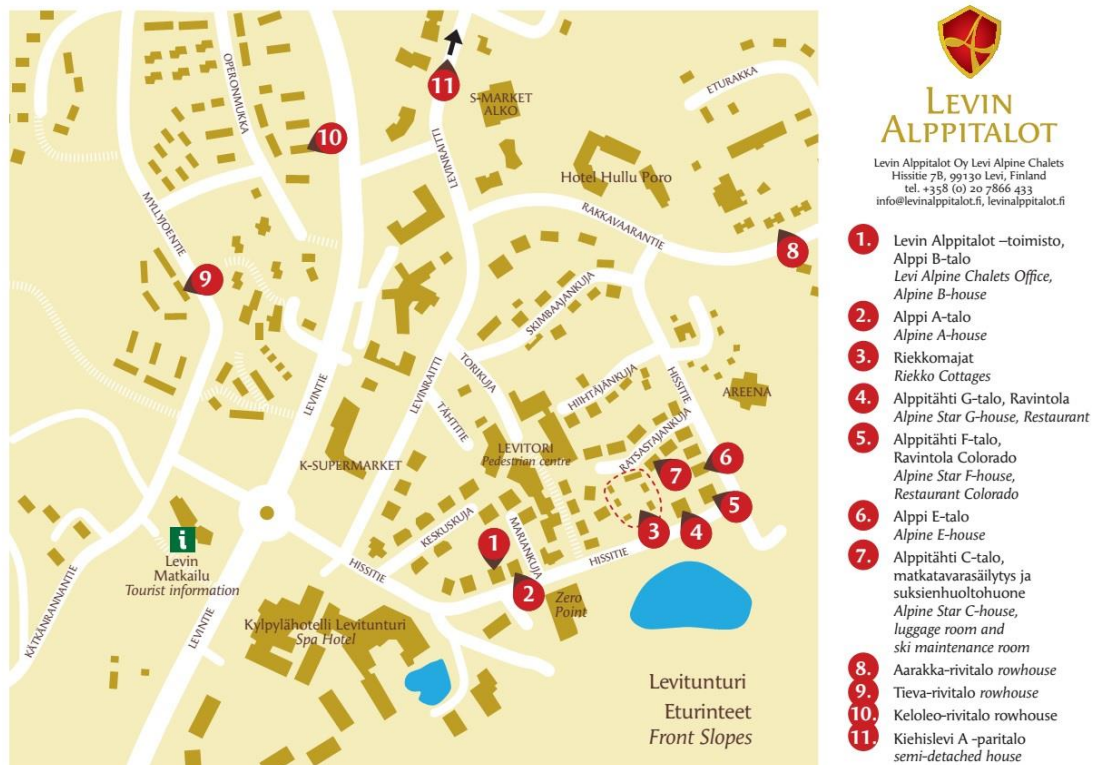 OPERONMUKKA
S-MARKET
ALKO
ETURAKKA
11
10
LEVINRAITTI
Hotel Hullu Poro
MYLLYJOENTIE
RAKKAVAARANTIE
8
9
SKIMBAAJANKUJA
LEVINTIE
LEVINRAITTI
TORIKUJA
HISSITIE
HIIHTÄJÄNKUJA
AREENA
TÄHTITIE
RATSASTAJANKUJA
LEVITORI
Pedestrian centre
K-SUPERMARKET
6
7
5
KESKUSKUJA
MARIANKUJA
3
4
i
1
Levin
Matkailu
Tourist information
HISSITIE
HISSITIE
2
Zero
Point
KÄTKÄNRANNANTIE
LEVINTIE
Kylpylähotelli Levitunturi
Spa Hotel
Levitunturi
Eturinteet
Front Slopes
A
LEVIN
ALPPITALOT
Levin Alppitalot Oy Levi Alpine Chalets
Hissitie 7B, 99130 Levi, Finland
tel. +358 (0) 20 7866 433
info@levinalppitalot.fi, levinalppitalot.fi
1. Levin Alppitalot –toimisto,
Alppi B-talo
Levi Alpine Chalets Office,
Alpine B-house
2. Alppi A-talo
Alpine A-house
3. Riekkomajat
Riekko Cottages
4. Alppitähti G-talo, Ravintola
Alpine Star G-house, Restaurant
5. Alppitähti F-talo,
Ravintola Colorado
Alpine Star F-house,
Restaurant Colorado
6. Alppi E-talo
Alpine E-house
7. Alppitähti C-talo,
matkatavarasäilytys ja
suksienhuoltohuone
Alpine Star C-house,
luggage room and
ski maintenance room
8. Aarakka-rivitalo rowhouse
9. Tieva-rivitalo rowhouse
10. Keloleo-rivitalo rowhouse
11. Kiehislevi A -paritalo
semi-detached house